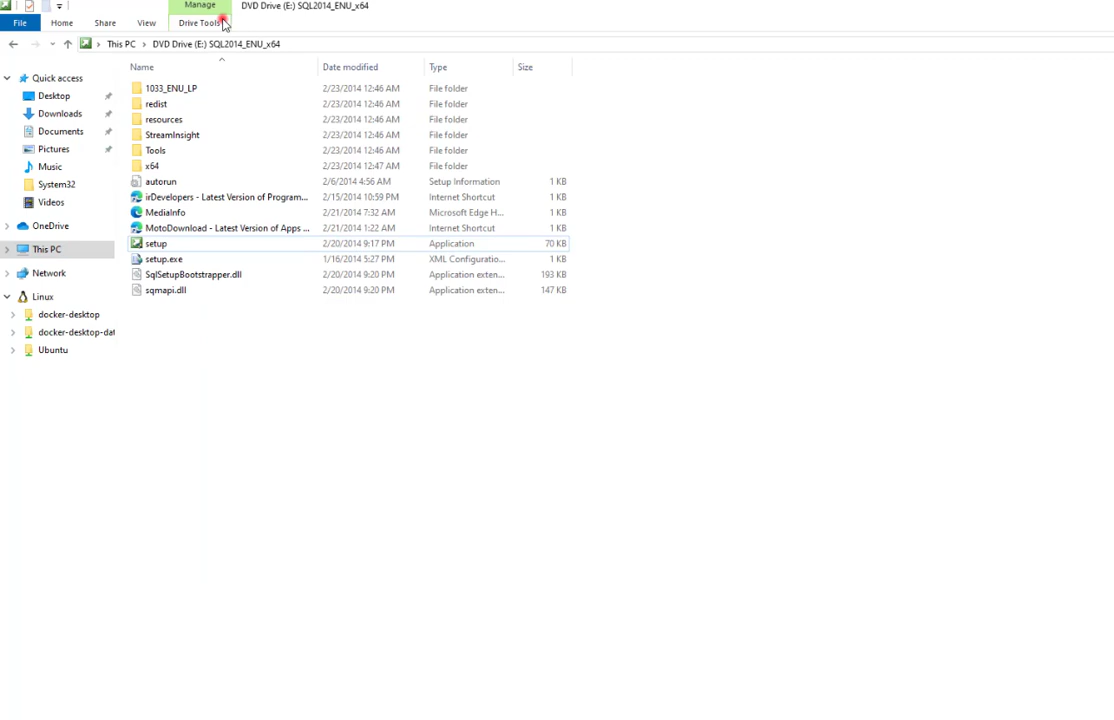 Manage
DVD Drive (E:) SQL2014_ENU_x64
File
Home
Share
View
Drive Tools
This PC
DVD Drive (E:) SQL2014_ENU_x64
Name
Date modified
Type
Size
Quick access
Desktop
Downloads
Documents
Pictures
Music
System32
Videos
OneDrive
This PC
Network
Linux
docker-desktop
docker-desktop-dat
Ubuntu
1033_ENU_LP 2/23/2014 12:46 AM File folder
redist 2/23/2014 12:46 AM File folder
resources 2/23/2014 12:46 AM File folder
StreamInsight 2/23/2014 12:46 AM File folder
Tools 2/23/2014 12:46 AM File folder
x64 2/23/2014 12:47 AM File folder
autorun 2/6/2014 4:56 AM Setup Information 1 KB
irDevelopers - Latest Version of Program... 2/15/2014 10:59 PM Internet Shortcut 1 KB
MediaInfo 2/21/2014 7:32 AM Microsoft Edge H... 1 KB
MotoDownload - Latest Version of Apps ... 2/21/2014 1:22 AM Internet Shortcut 1 KB
setup 2/20/2014 9:17 PM Application 70 KB
setup.exe 1/16/2014 5:27 PM XML Configuratio... 1 KB
SqlSetupBootstrapper.dll 2/20/2014 9:20 PM Application exten... 193 KB
sqmapi.dll 2/20/2014 9:20 PM Application exten... 147 KB